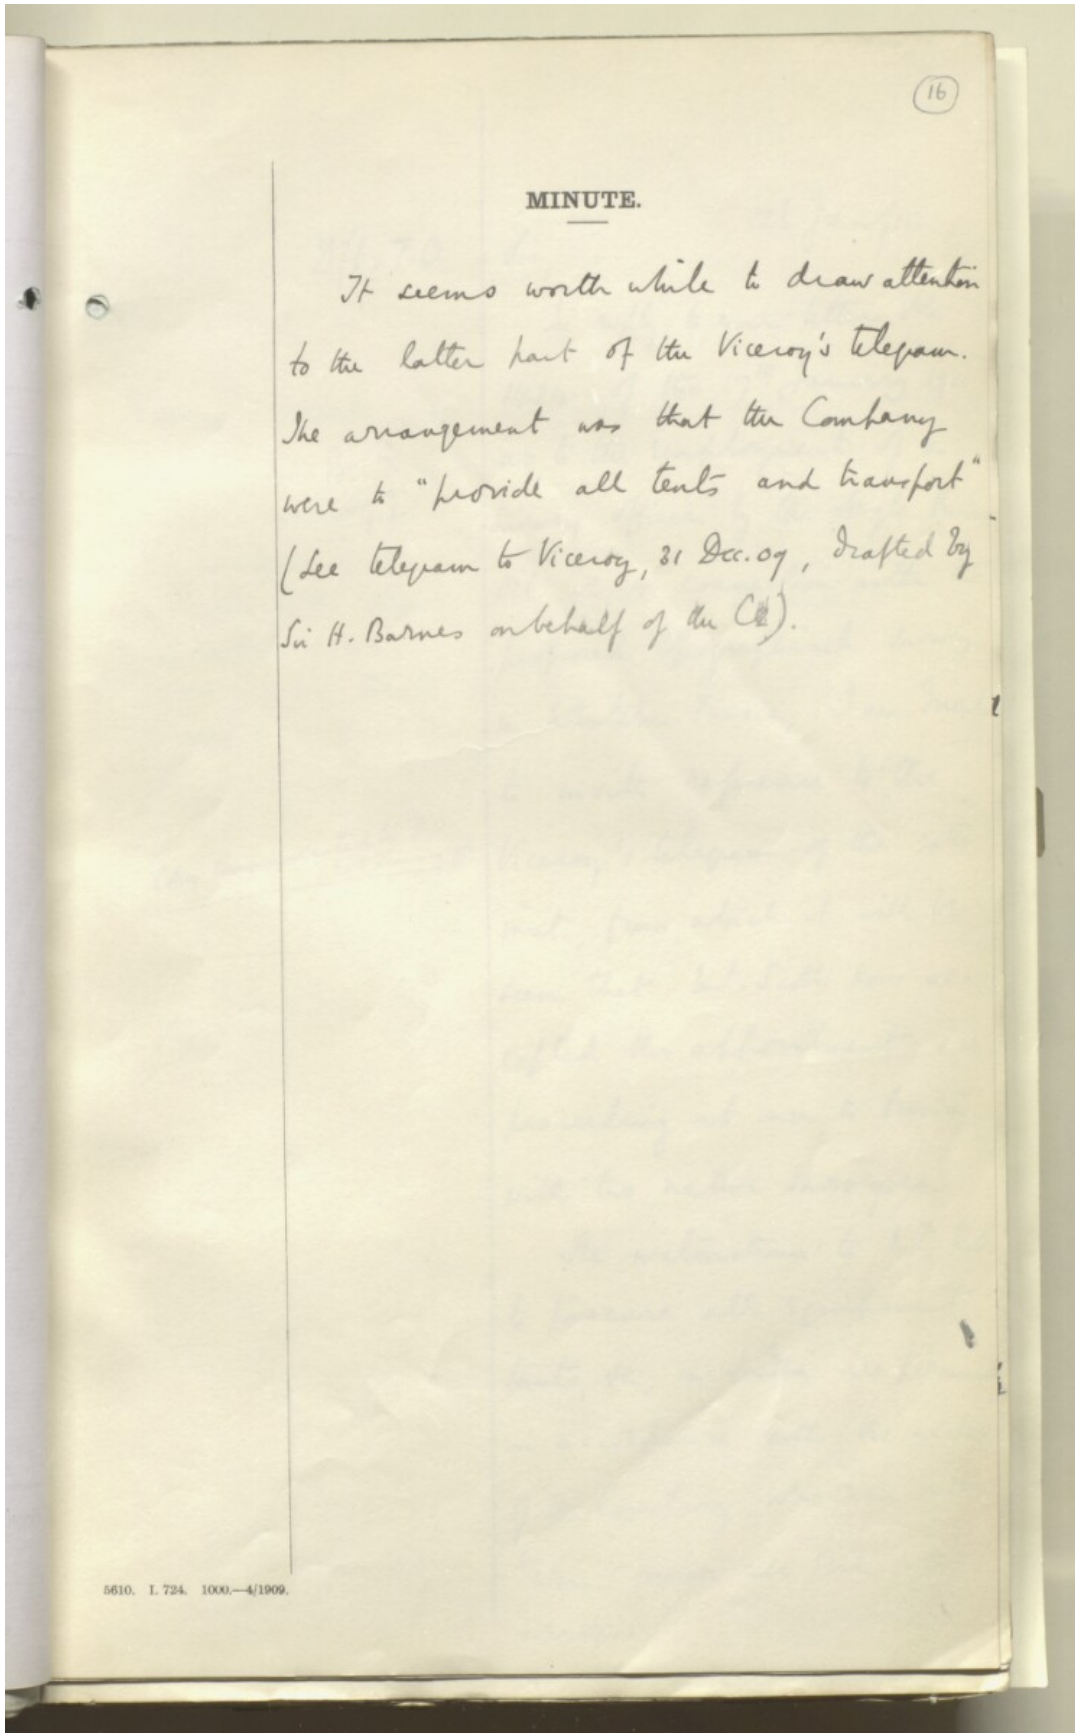 16
MINUTE.
It seems worth while to draw attention
to the latter part of the Viceroy's telegram.
The arrangement was that the Company
were to "provide all tents and transport"
(See telegram to Viceroy, 31 Dec. 09, drafted by
Sir H. Barnes on behalf of the Co).
5610. I. 724. 1000.—4/1909.